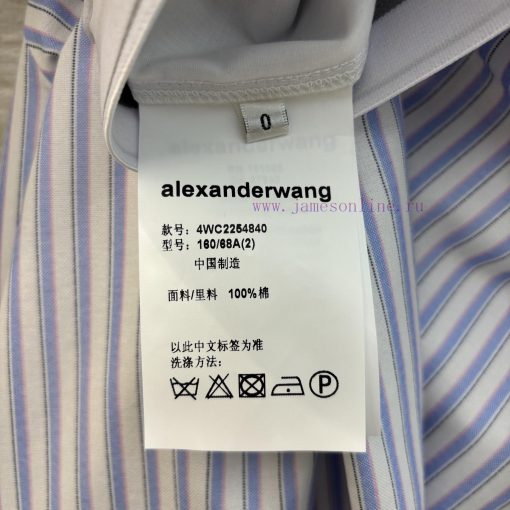 0
alexanderwang
www.jamesonline.ru
款号: 4WC2254840
型号: 160/68A(2)
中国制造
面料/里料 100%棉
以此中文标签为准
洗涤方法:
P